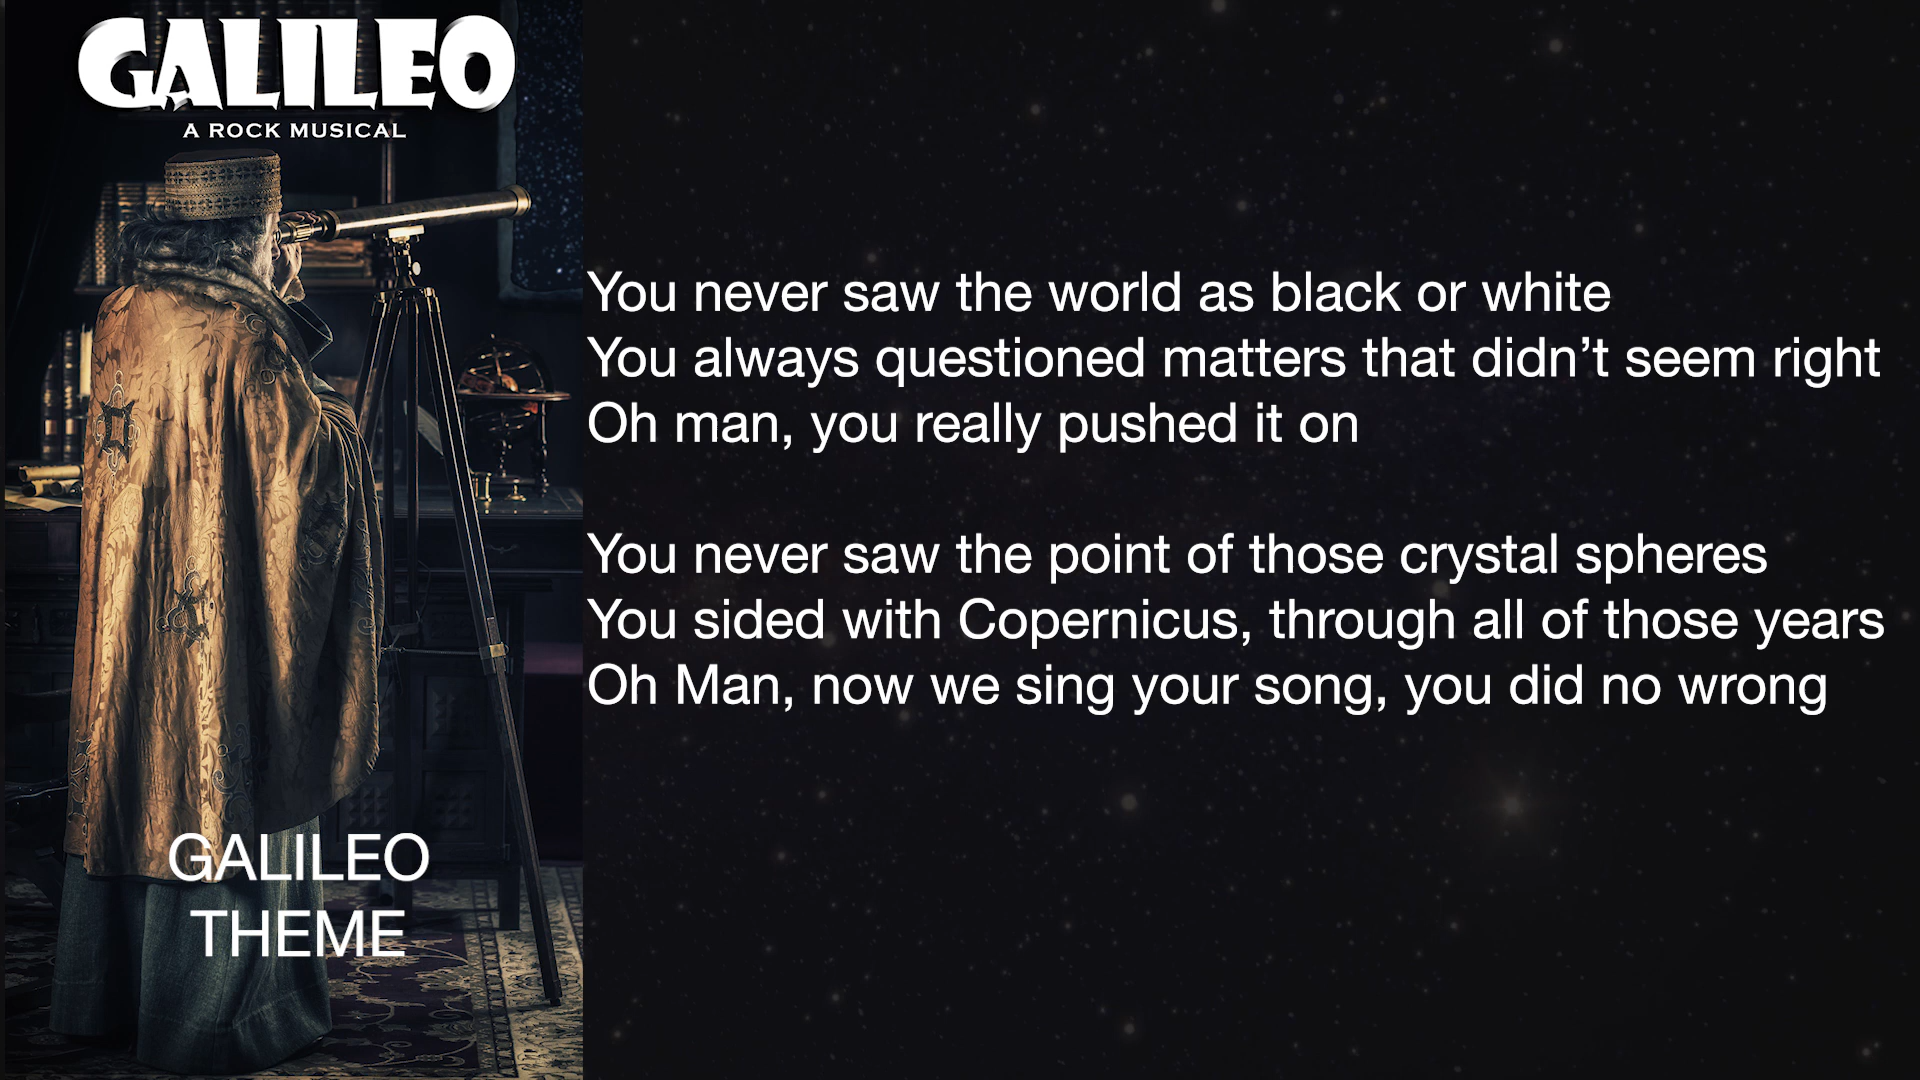 GALILEO
A ROCK MUSICAL
You never saw the world as black or white
You always questioned matters that didn’t seem right
Oh man, you really pushed it on
You never saw the point of those crystal spheres
You sided with Copernicus, through all of those years
Oh Man, now we sing your song, you did no wrong
GALILEO
THEME